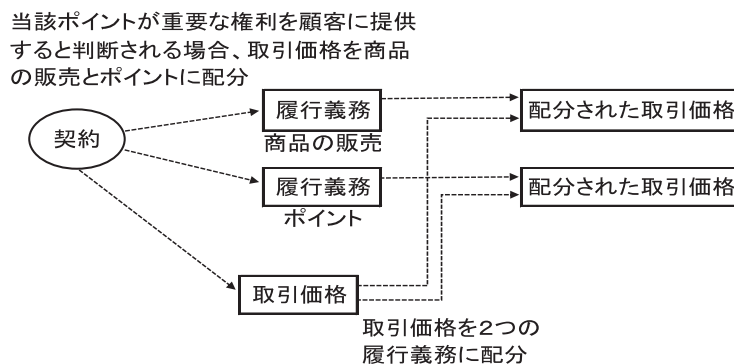 当該ポイントが重要な権利を顧客に提供
すると判断される場合、取引価格を商品
の販売とポイントに配分
契約
履行義務
商品の販売
配分された取引価格
履行義務
ポイント
配分された取引価格
取引価格
取引価格を2つの
履行義務に配分